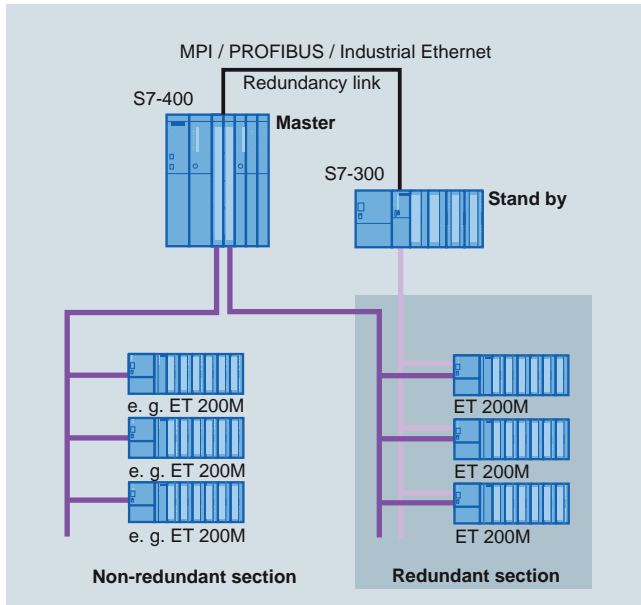 MPI / PROFIBUS / Industrial Ethernet
Redundancy link
S7-400
Master
S7-300
Stand by
e. g. ET 200M
ET 200M
e. g. ET 200M
ET 200M
e. g. ET 200M
ET 200M
Non-redundant section
Redundant section